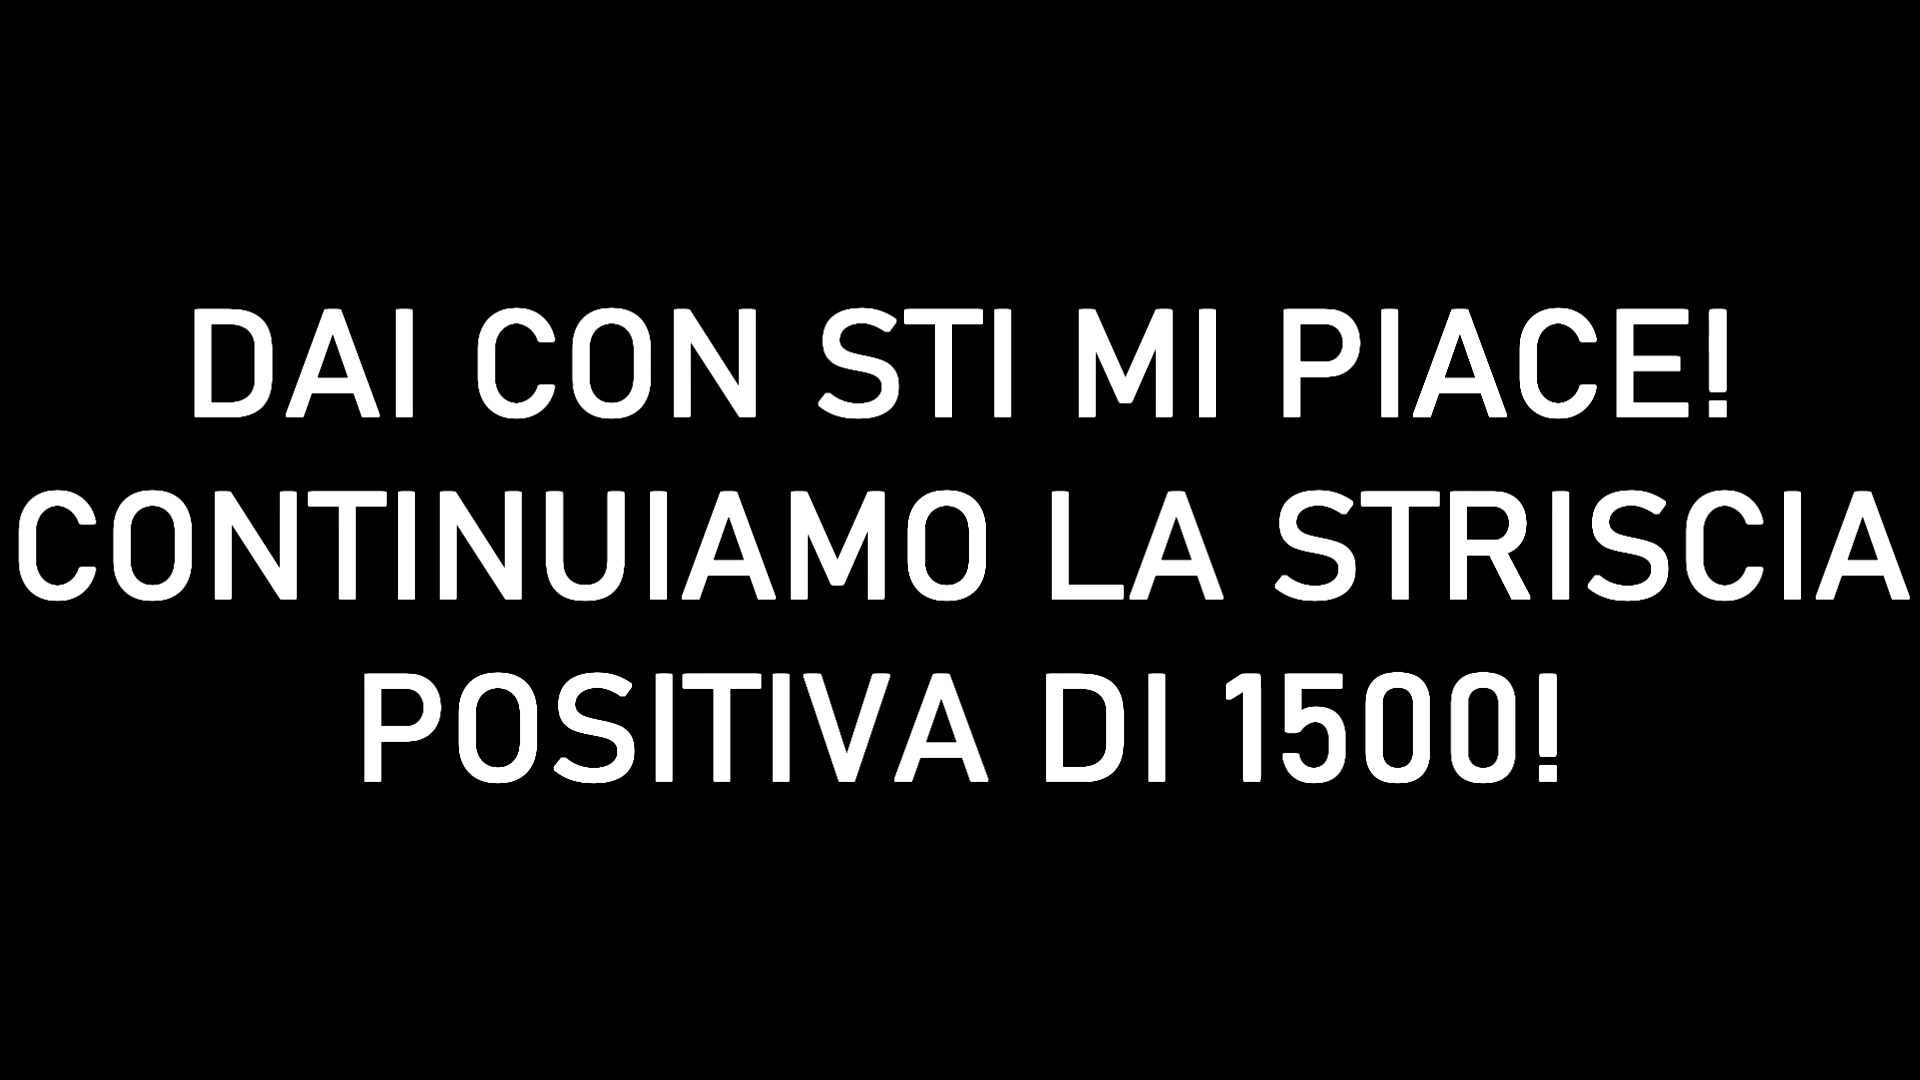 DAI CON STI MI PIACE!
CONTINUIAMO LA STRISCIA
POSITIVA DI 1500!